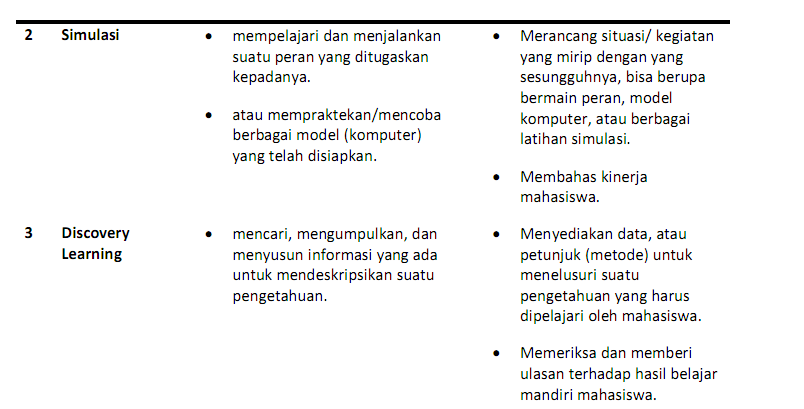 2 Simulasi
• mempelajari dan menjalankan
suatu peran yang ditugaskan
kepadanya.
• atau mempraktekan/mencoba
berbagai model (komputer)
yang telah disiapkan.
• Merancang situasi/ kegiatan
yang mirip dengan yang
sesungguhnya, bisa berupa
bermain peran, model
komputer, atau berbagai
latihan simulasi.
• Membahas kinerja
mahasiswa.
3 Discovery
Learning
• mencari, mengumpulkan, dan
menyusun informasi yang ada
untuk mendeskripsikan suatu
pengetahuan.
• Menyediakan data, atau
petunjuk (metode) untuk
menelusuri suatu
pengetahuan yang harus
dipelajari oleh mahasiswa.
• Memeriksa dan memberi
ulasan terhadap hasil belajar
mandiri mahasiswa.